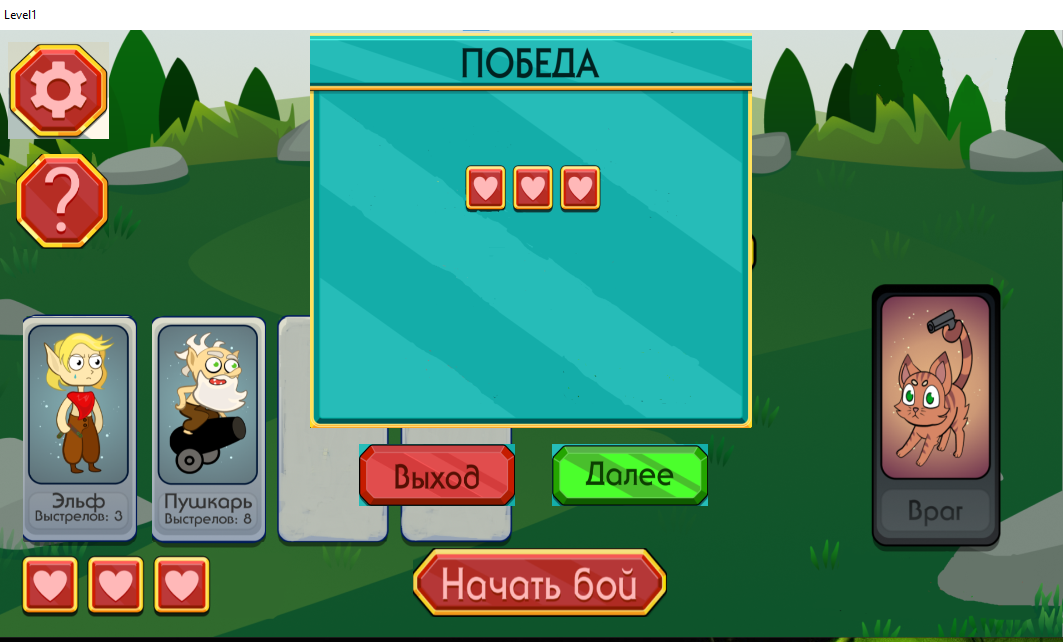 Level1
ПОБЕДА
?
Эльф
Выстрелов: 3
Пушкарь
Выстрелов: 8
Выход
Далее
Враг
Начать бой